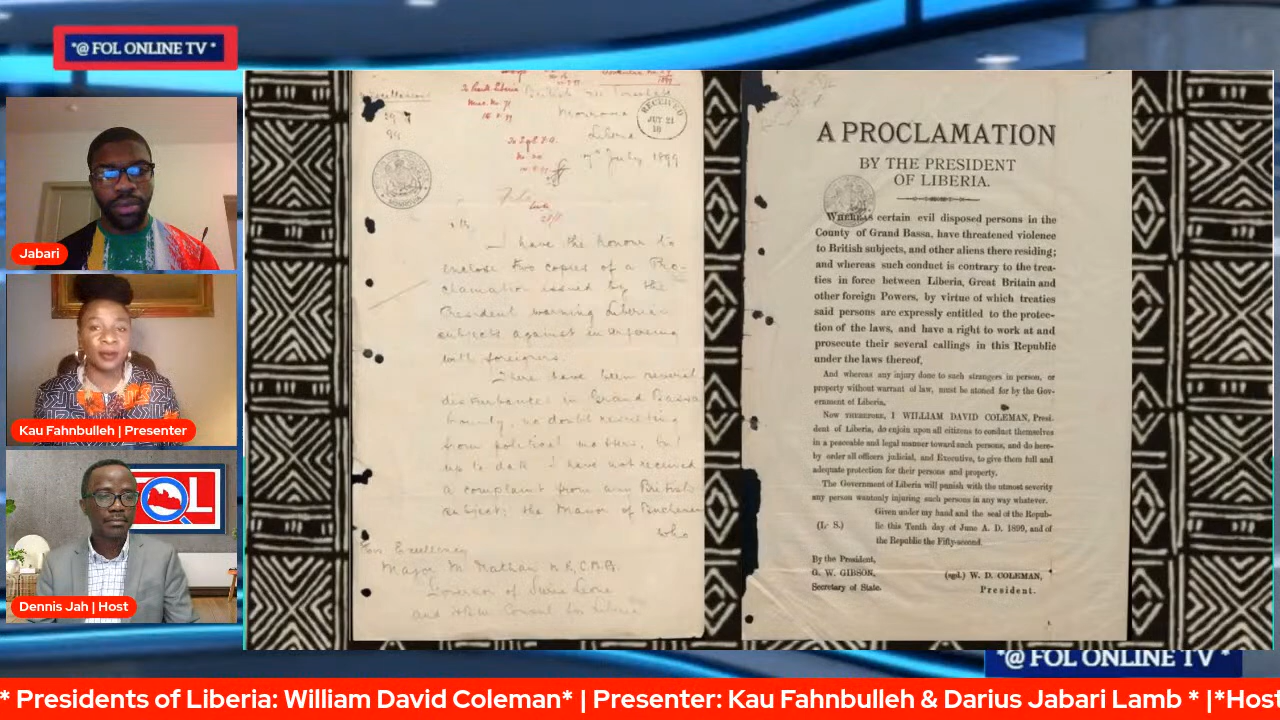 *@ FOL ONLINE TV *
Jabari
Kau Fahnbulleh | Presenter
OL
Dennis Jah | Host
Monrovia
Liberia
7th July 1899
RECEIVED
JUY 21
I have the honour to
enclose two copies of a Pro-
clamation issued by the
President warning Liberia
subjects against interfering
with foreigners.
There have been several
disturbances in Grand Bassa
County no doubt resulting
from political matters, but
up to date I have not received
a complaint from any British
subject; the Manor of
who
His Excellency
Major M. Nathan R.E, C.M.G.
Governor of Sierra Leone
and H.B.M. Consul for Liberia
A PROCLAMATION
BY THE PRESIDENT
OF LIBERIA.
WHEREAS certain evil disposed persons in the
County of Grand Bassa, have threatened violence
to British subjects, and other aliens there residing;
and whereas such conduct is contrary to the trea-
ties in force between Liberia, Great Britain and
other foreign Powers, by virtue of which treaties
said persons are expressly entitled to the protec-
tion of the laws, and have a right to work at and
prosecute their several callings in this Republic
under the laws thereof,
And whereas any injury done to such strangers in person, or
property without warrant of law, must be atoned for by the Gov-
ernment of Liberia,
NOW THEREFORE, I WILLIAM DAVID COLEMAN, Presi-
dent of Liberia, do enjoin upon all citizens to conduct themselves
in a peaceable and legal manner toward such persons, and do here-
by order all officers judicial, and Executive, to give them full and
adequate protection for their persons and property.
The Government of Liberia will punish with the utmost severity
any person wantonly injuring such persons in any way whatever.
Given under my hand and the seal of the Repub-
(L. S.) lic this Tenth day of June A. D. 1899, and of
the Republic the Fifty-second.
By the President,
G. W. GIBSON, (sgd.) W. D. COLEMAN,
Secretary of State. President.
*@ FOL ONLINE TV *
* Presidents of Liberia: William David Coleman* | Presenter: Kau Fahnbulleh & Darius Jabari Lamb * |*Host